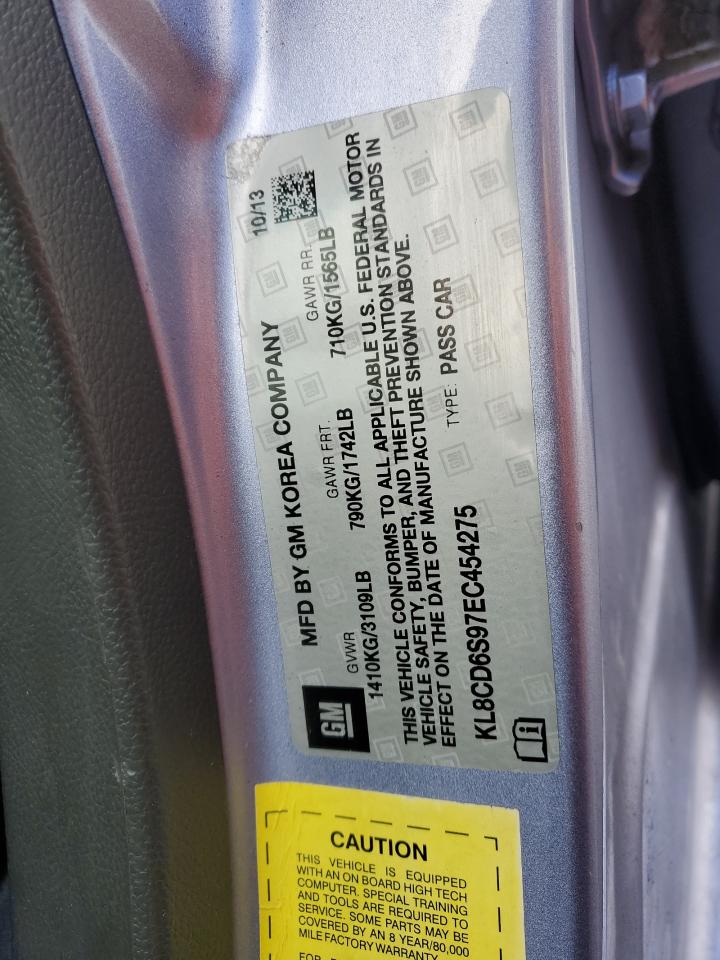 10/13
MFD BY GM KOREA COMPANY
GM
GVWR GAWR FRT. GAWR RR.
1410KG/3109LB 790KG/1742LB 710KG/1565LB
THIS VEHICLE CONFORMS TO ALL APPLICABLE U.S. FEDERAL MOTOR
VEHICLE SAFETY, BUMPER, AND THEFT PREVENTION STANDARDS IN
EFFECT ON THE DATE OF MANUFACTURE SHOWN ABOVE.
KL8CD6S97EC454275 TYPE: PASS CAR
CAUTION
THIS VEHICLE IS EQUIPPED
WITH AN ON BOARD HIGH TECH
COMPUTER. SPECIAL TRAINING
AND TOOLS ARE REQUIRED TO
SERVICE. SOME PARTS MAY BE
COVERED BY AN 8 YEAR/80,000
MILE FACTORY WARRANTY.
FOR